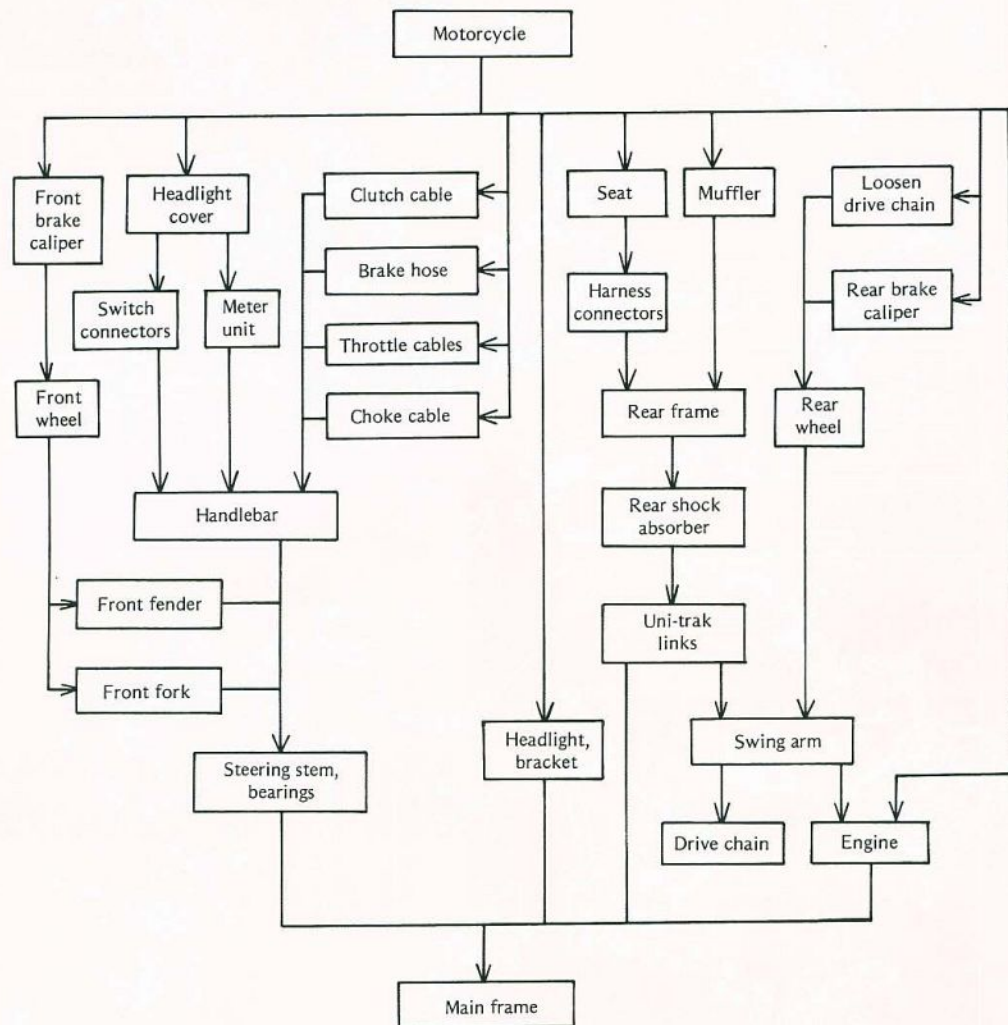 Motorcycle
Front
brake
caliper
Headlight
cover
Clutch cable
Seat
Muffler
Loosen
drive chain
Switch
connectors
Meter
unit
Brake hose
Harness
connectors
Rear brake
caliper
Throttle cables
Front
wheel
Choke cable
Rear frame
Rear
wheel
Handlebar
Rear shock
absorber
Front fender
Uni-trak
links
Front fork
Steering stem,
bearings
Headlight,
bracket
Swing arm
Drive chain
Engine
Main frame